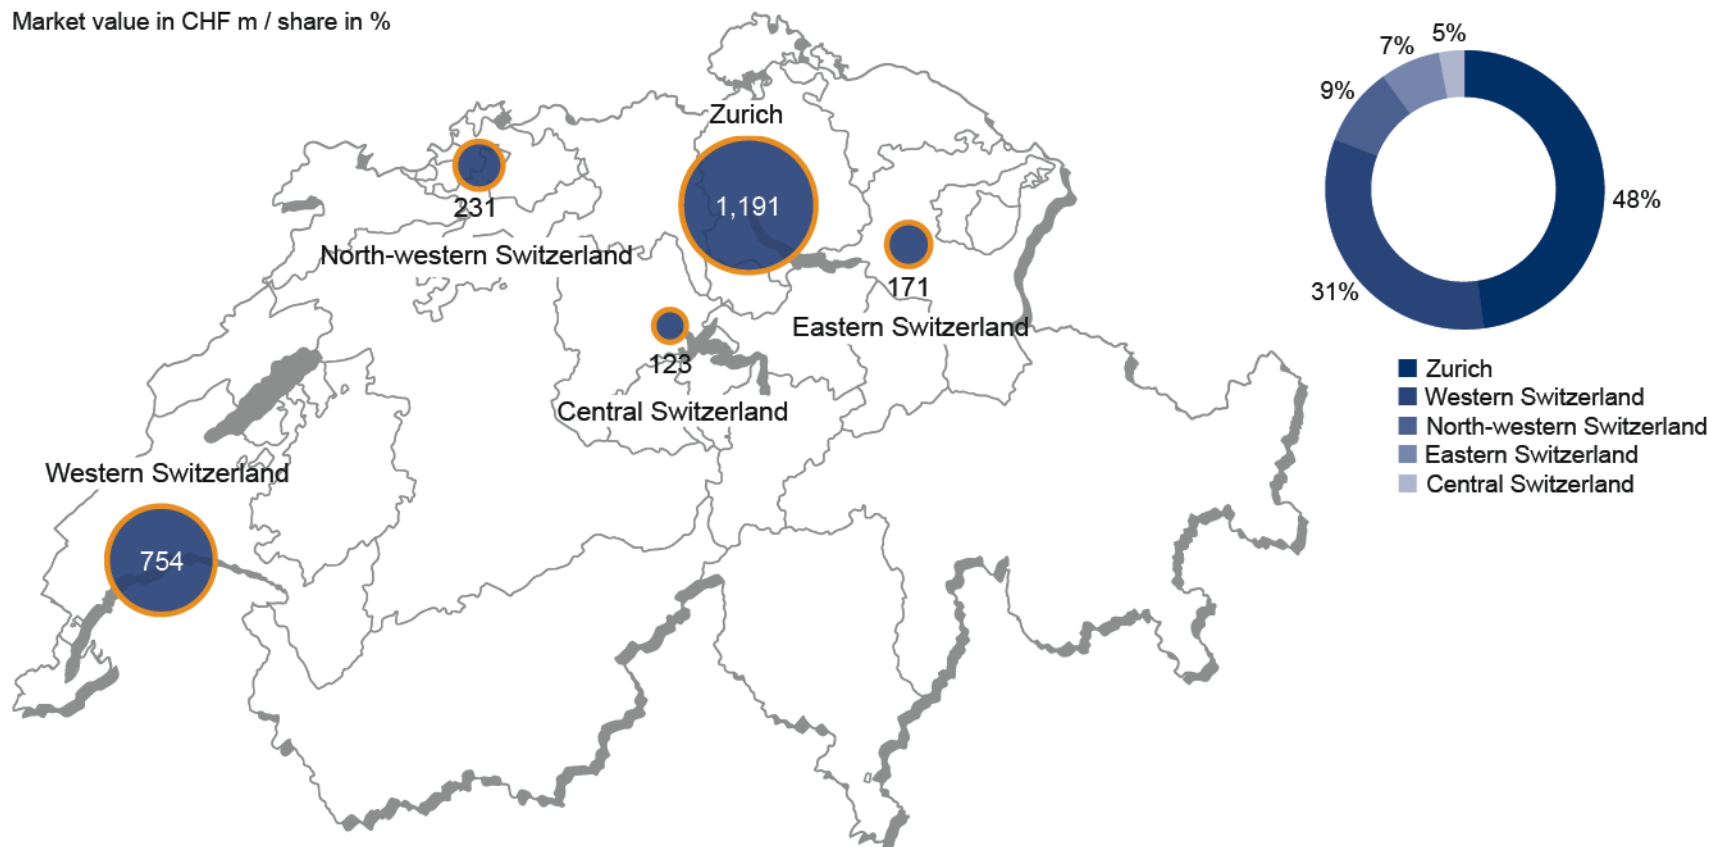 Market value in CHF m / share in %
Zurich
1,191
231
North-western Switzerland
171
Eastern Switzerland
123
Central Switzerland
Western Switzerland
754
5%
7%
9%
48%
31%
Zurich
Western Switzerland
North-western Switzerland
Eastern Switzerland
Central Switzerland